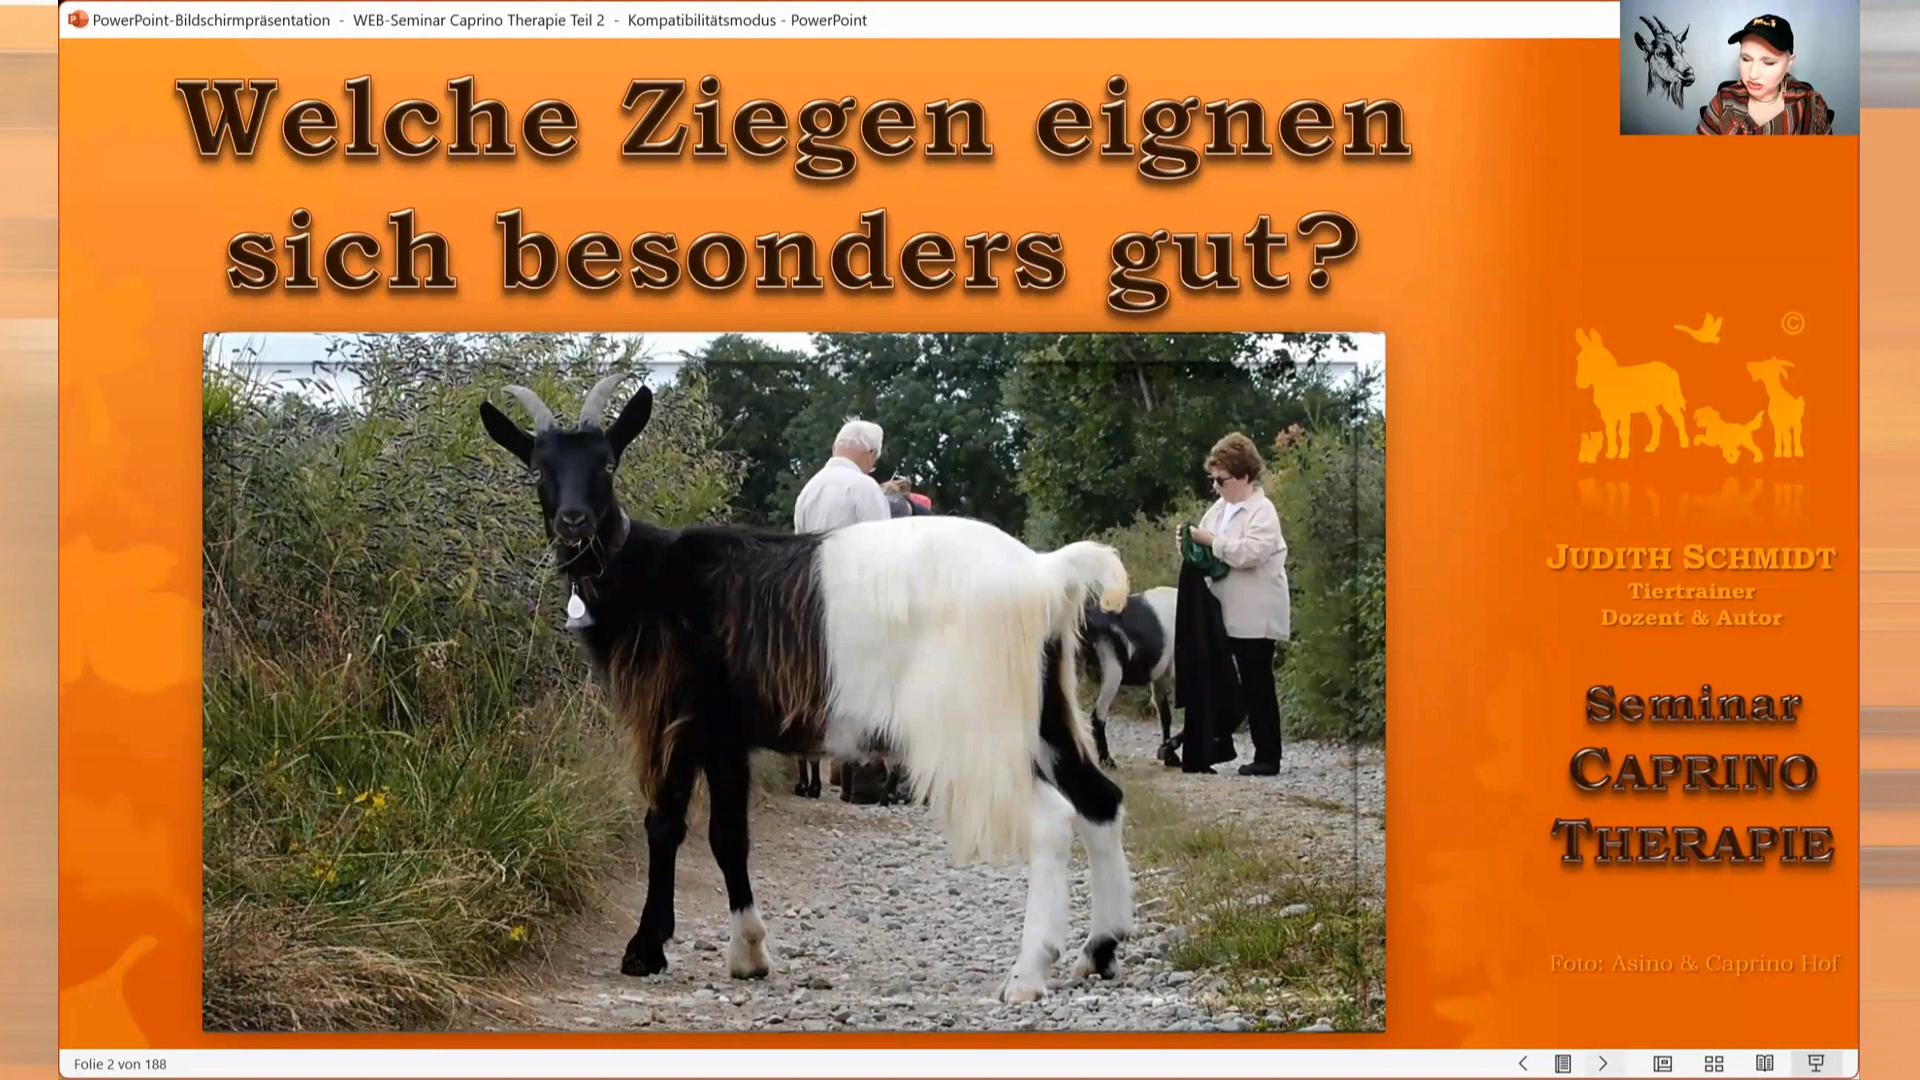 PowerPoint-Bildschirmpräsentation - WEB-Seminar Caprino Therapie Teil 2 - Kompatibilitätsmodus - PowerPoint
Welche Ziegen eignen
sich besonders gut?
©
JUDITH SCHMIDT
Tiertrainer
Dozent & Autor
Seminar
CAPRINO
THERAPIE
Foto: Asino & Caprino Hof
Folie 2 von 188